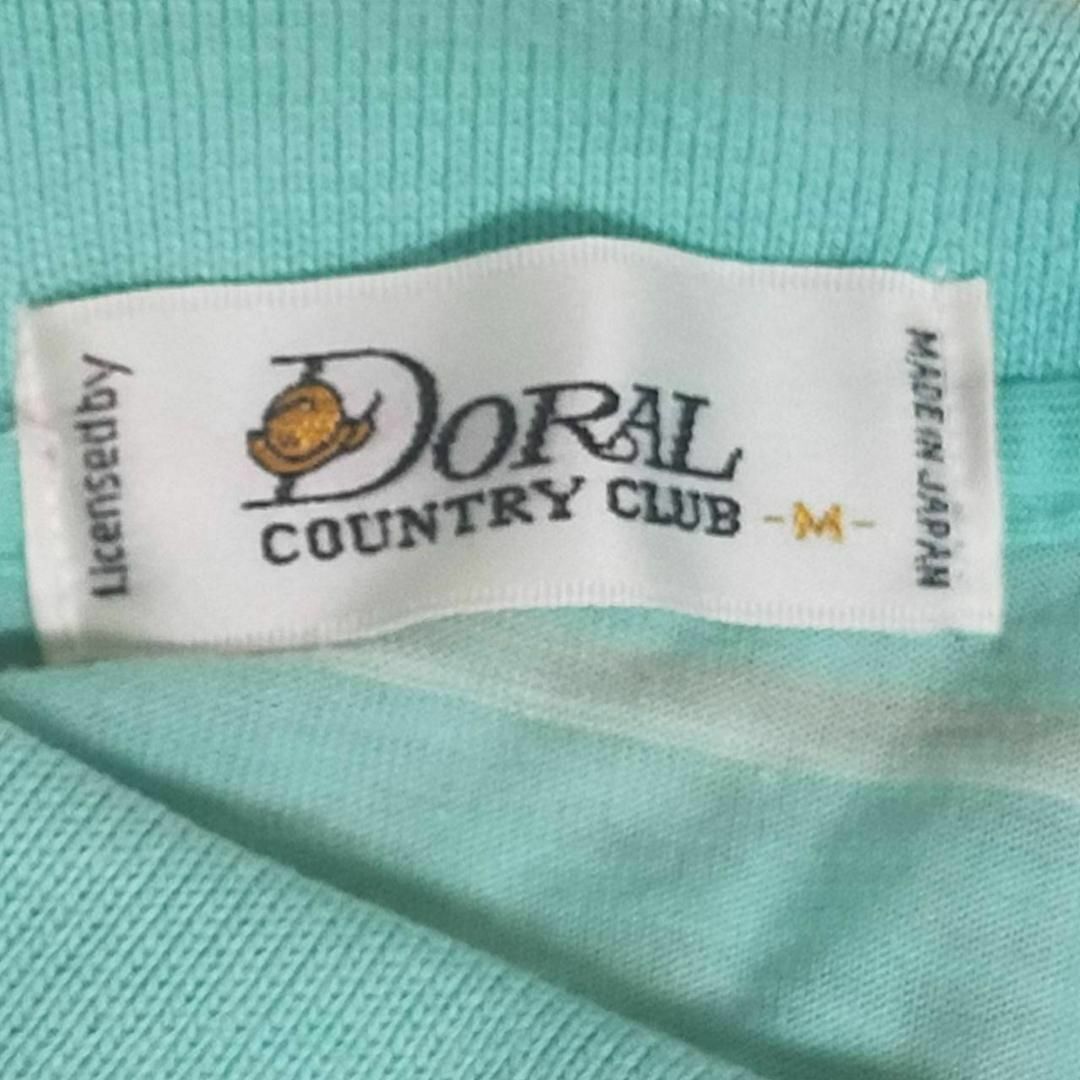 Licensed by
DORAL
COUNTRY CLUB -M-
MADE IN JAPAN